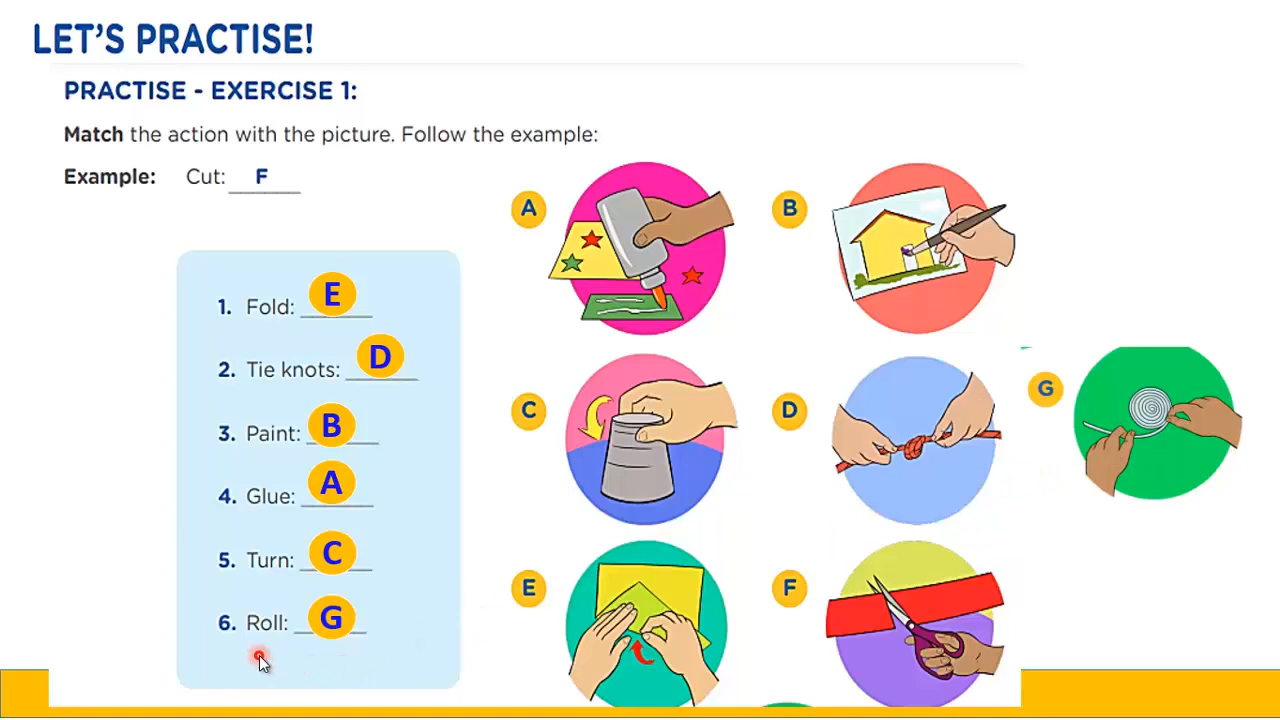 LET'S PRACTISE!
PRACTISE - EXERCISE 1:
Match the action with the picture. Follow the example:
Example: Cut: F
1. Fold: E
2. Tie knots: D
3. Paint: B
4. Glue: A
5. Turn: C
6. Roll: G
A
B
C
D
G
E
F